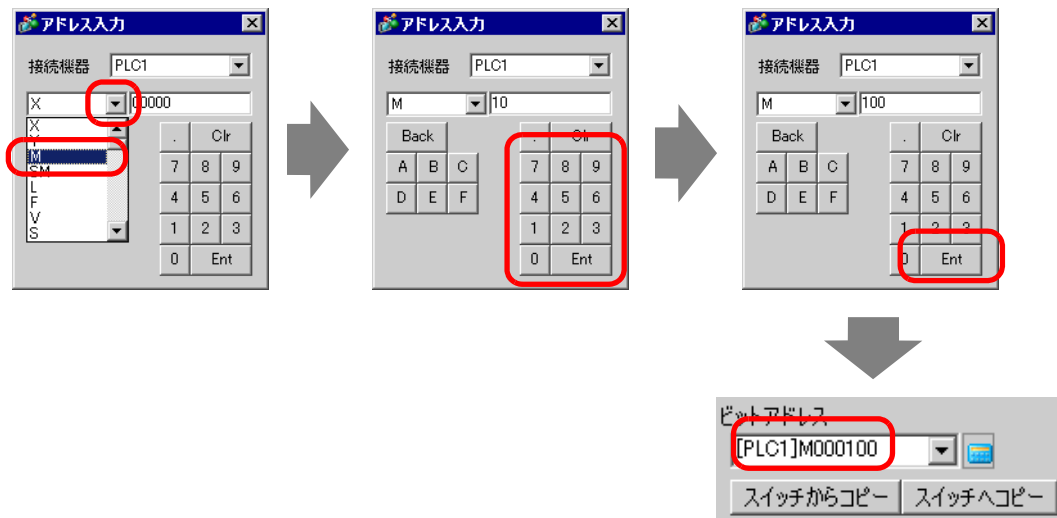 アドレス入力
接続機器 PLC1
X 00000
X
Y
M
SM
L
F
V
S
. Clr
7 8 9
4 5 6
1 2 3
0 Ent
アドレス入力
接続機器 PLC1
M 10
Back . Clr
A B C 7 8 9
D E F 4 5 6
1 2 3
0 Ent
アドレス入力
接続機器 PLC1
M 100
Back . Clr
A B C 7 8 9
D E F 4 5 6
1 2 3
0 Ent
ビットアドレス
[PLC1]M000100
スイッチからコピー スイッチへコピー